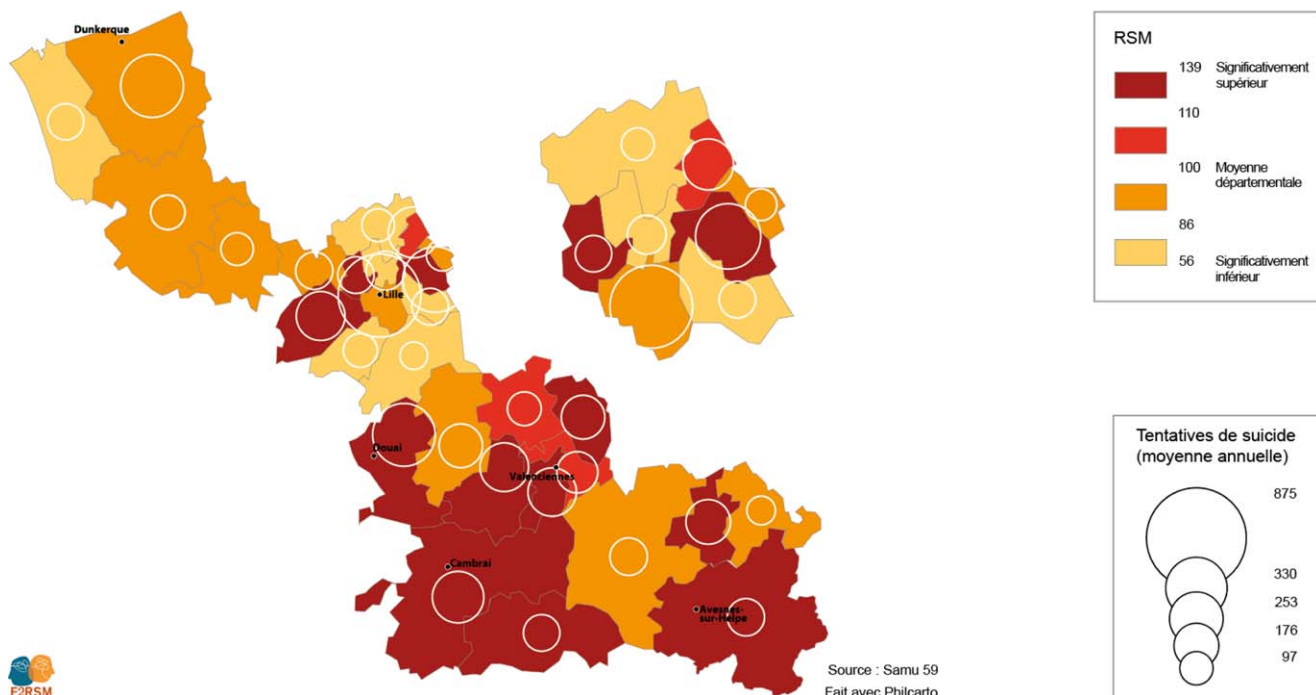 Dunkerque
Lille
Douai
Valenciennes
Cambrai
Avesnes-
sur-Helpe
RSM
139 Significativement
supérieur
110
100 Moyenne
départementale
86
56 Significativement
inférieur
Tentatives de suicide
(moyenne annuelle)
875
330
253
176
97
Source : Samu 59
Fait avec Philcarto
F2RSM